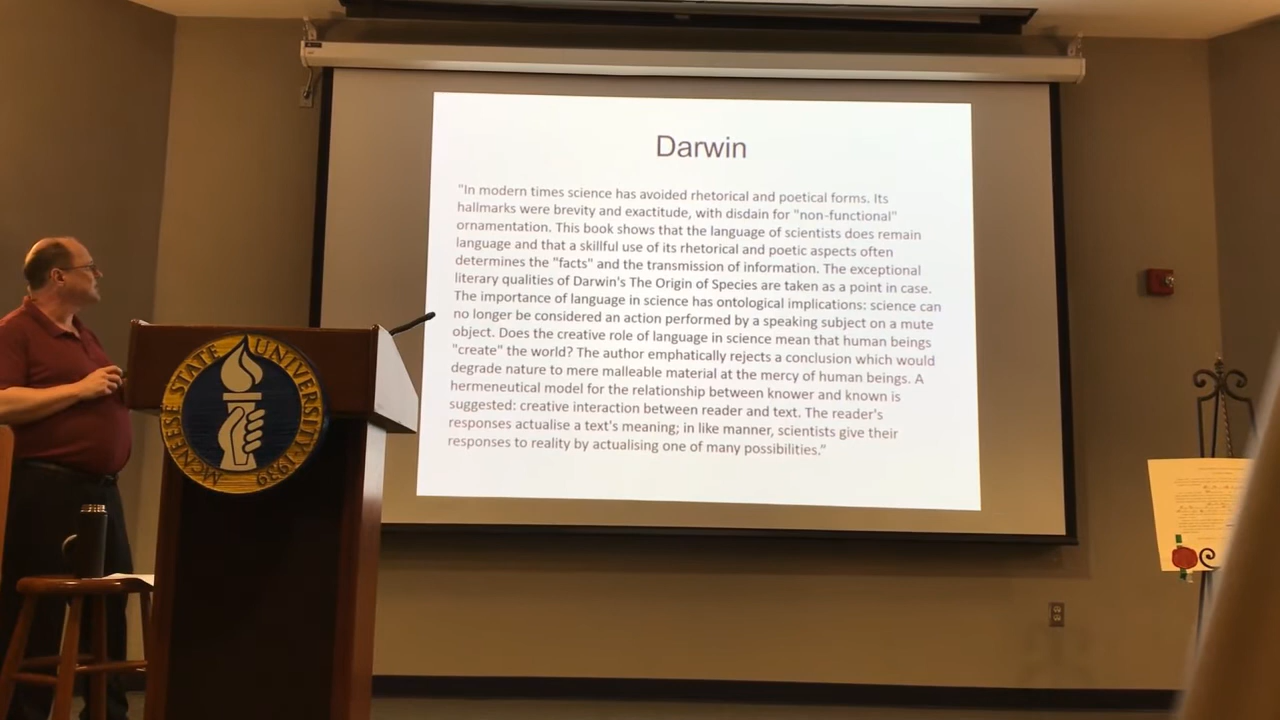 Darwin
"In modern times science has avoided rhetorical and poetical forms. Its
hallmarks were brevity and exactitude, with disdain for "non-functional"
ornamentation. This book shows that the language of scientists does remain
language and that a skillful use of its rhetorical and poetic aspects often
determines the "facts" and the transmission of information. The exceptional
literary qualities of Darwin's The Origin of Species are taken as a point in case.
The importance of language in science has ontological implications: science can
no longer be considered an action performed by a speaking subject on a mute
object. Does the creative role of language in science mean that human beings
"create" the world? The author emphatically rejects a conclusion which would
degrade nature to mere malleable material at the mercy of human beings. A
hermeneutical model for the relationship between knower and known is
suggested: creative interaction between reader and text. The reader's
responses actualise a text's meaning; in like manner, scientists give their
responses to reality by actualising one of many possibilities."
McNEESE STATE UNIVERSITY 1939